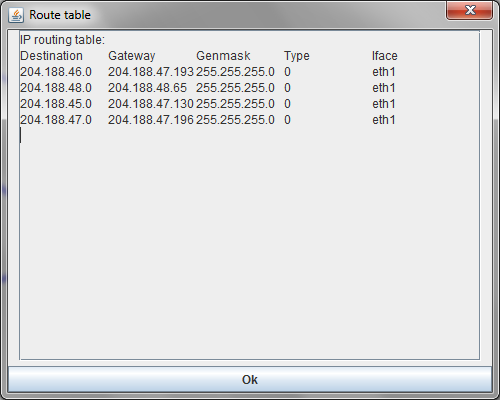 Route table
IP routing table:
Destination Gateway Genmask Type Iface
204.188.46.0 204.188.47.193 255.255.255.0 0 eth1
204.188.48.0 204.188.48.65 255.255.255.0 0 eth1
204.188.45.0 204.188.47.130 255.255.255.0 0 eth1
204.188.47.0 204.188.47.196 255.255.255.0 0 eth1
Ok